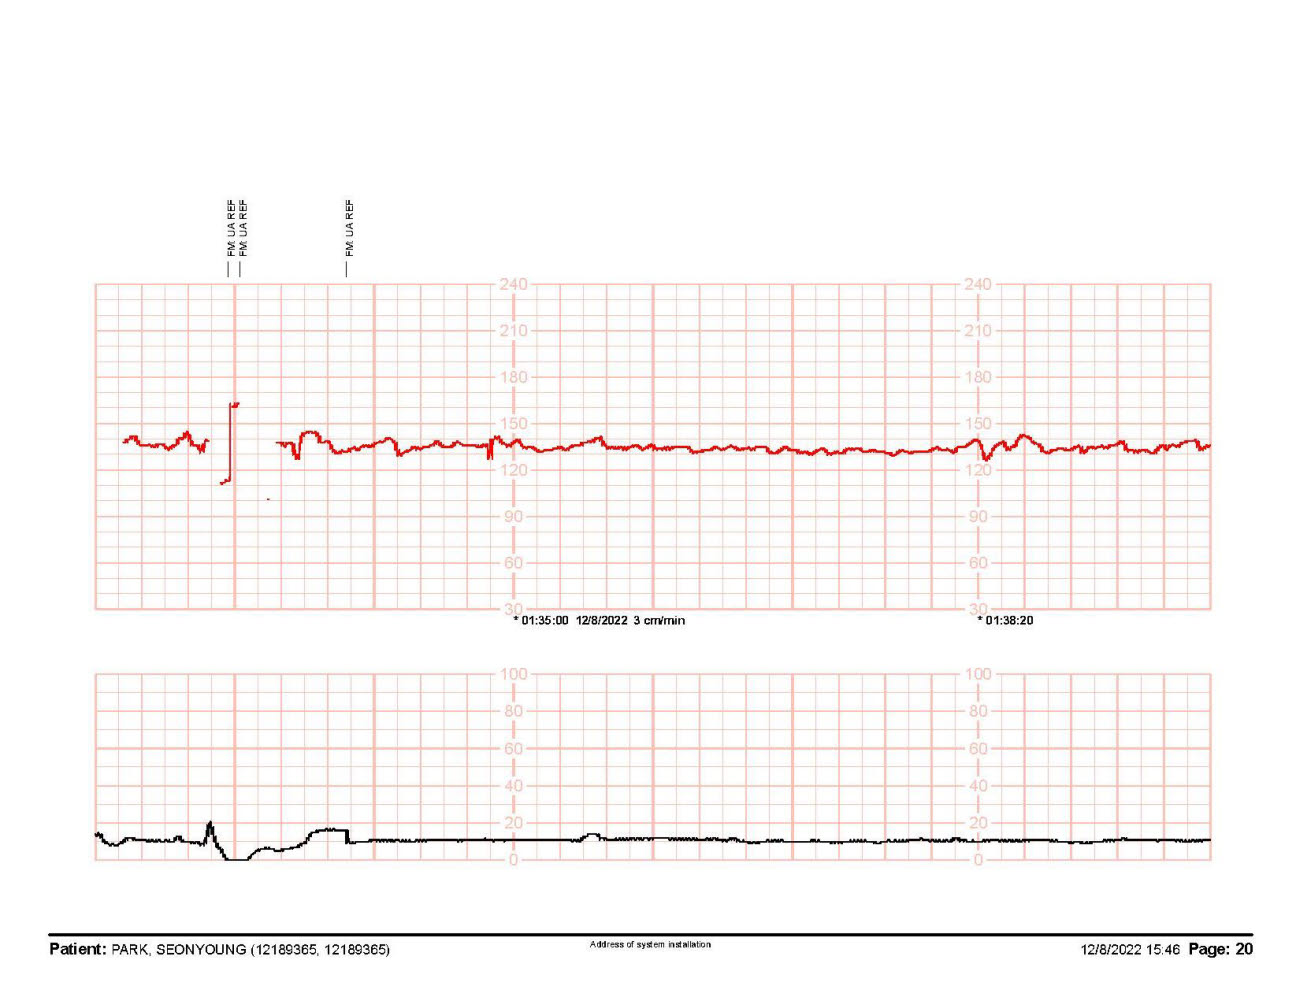 FM: UA REF
FM: UA REF
FM: UA REF
240 240
210 210
180 180
150 150
120 120
90 90
60 60
30 30
* 01:35:00 12/8/2022 3 cm/min * 01:38:20
100 100
80 80
60 60
40 40
20 20
0 0
Patient: PARK, SEONYOUNG (12189365, 12189365) Address of system installation 12/8/2022 15:46 Page: 20